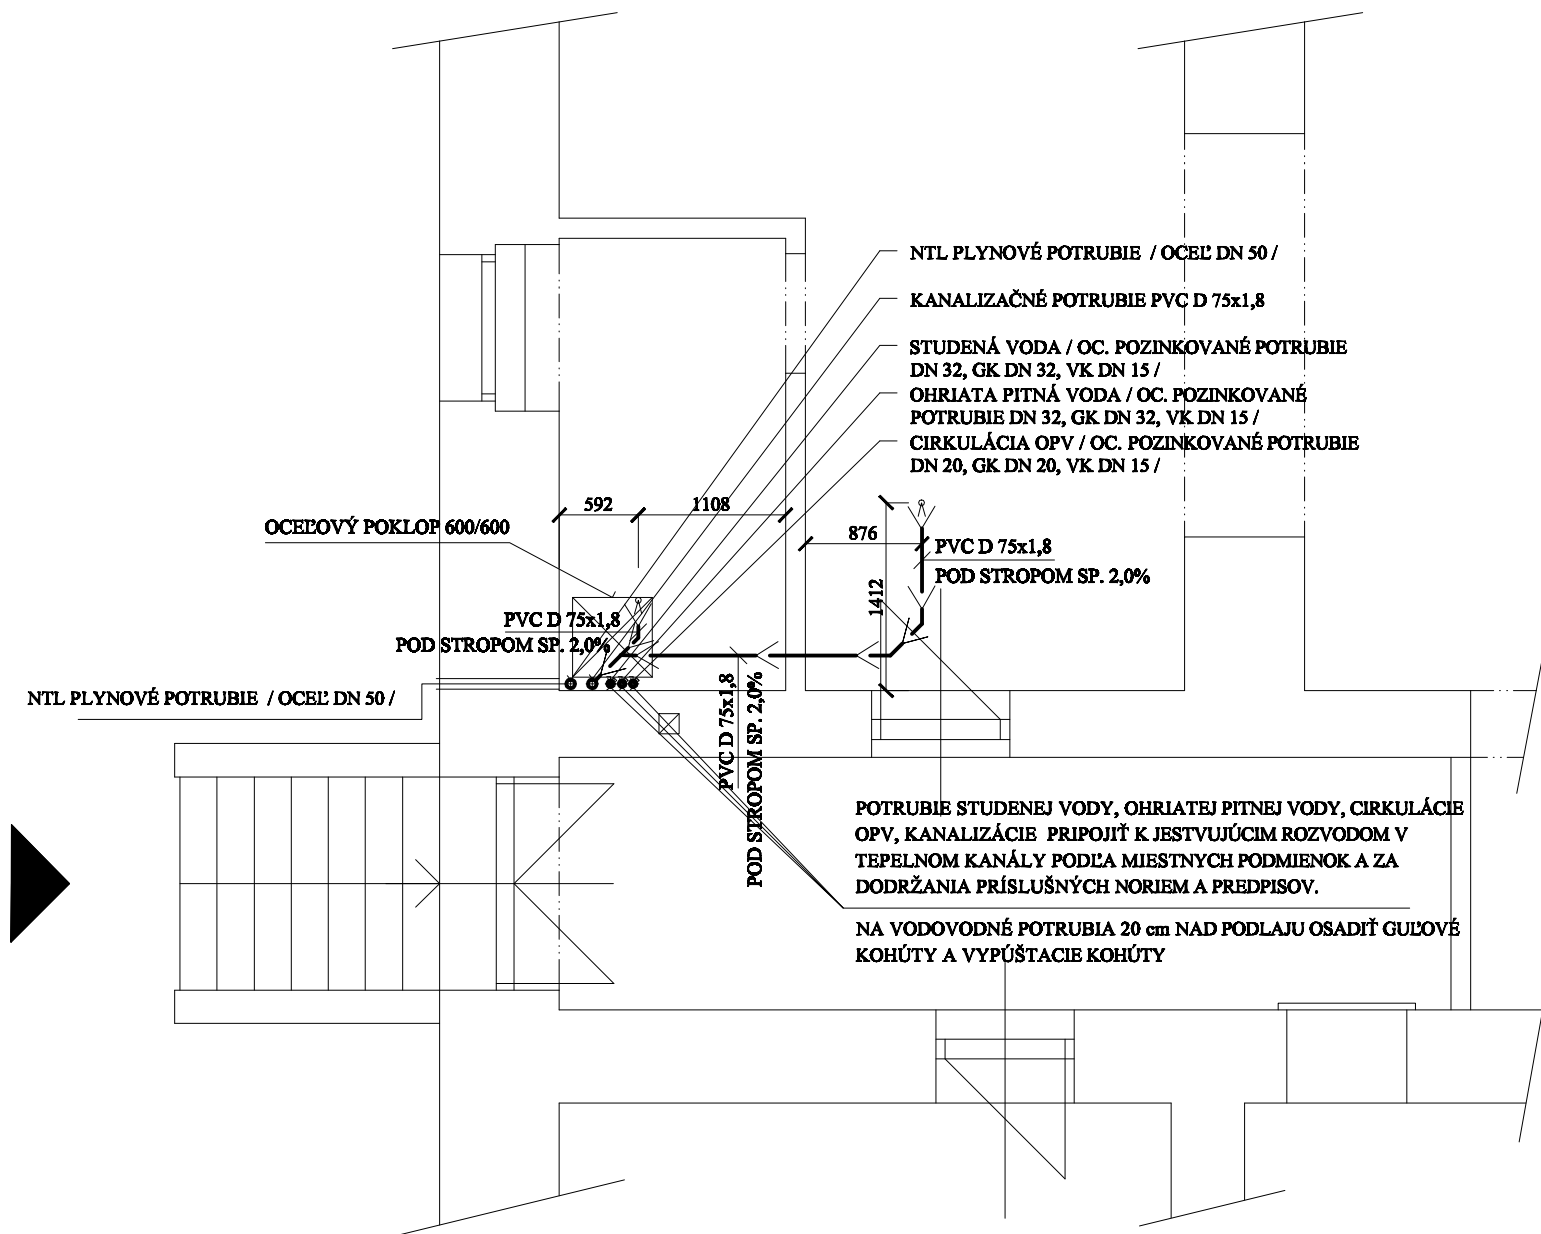 NTL PLYNOVÉ POTRUBIE / OCEĽ DN 50 /
KANALIZAČNÉ POTRUBIE PVC D 75x1,8
STUDENÁ VODA / OC. POZINKOVANÉ POTRUBIE
DN 32, GK DN 32, VK DN 15 /
OHRIATA PITNÁ VODA / OC. POZINKOVANÉ
POTRUBIE DN 32, GK DN 32, VK DN 15 /
CIRKULÁCIA OPV / OC. POZINKOVANÉ POTRUBIE
DN 20, GK DN 20, VK DN 15 /
592
1108
OCEĽOVÝ POKLOP 600/600
876
PVC D 75x1,8
POD STROPOM SP. 2,0%
1412
PVC D 75x1,8
POD STROPOM SP. 2,0%
NTL PLYNOVÉ POTRUBIE / OCEĽ DN 50 /
PVC D 75x1,8
POD STROPOM SP. 2,0%
POTRUBIE STUDENEJ VODY, OHRIATEJ PITNEJ VODY, CIRKULÁCIE
OPV, KANALIZÁCIE PRIPOJIŤ K JESTVUJÚCIM ROZVODOM V
TEPELNOM KANÁLY PODĽA MIESTNYCH PODMIENOK A ZA
DODRŽANIA PRÍSLUŠNÝCH NORIEM A PREDPISOV.
NA VODOVODNÉ POTRUBIA 20 cm NAD PODLAJU OSADIŤ GUĽOVÉ
KOHÚTY A VYPÚŠTACIE KOHÚTY